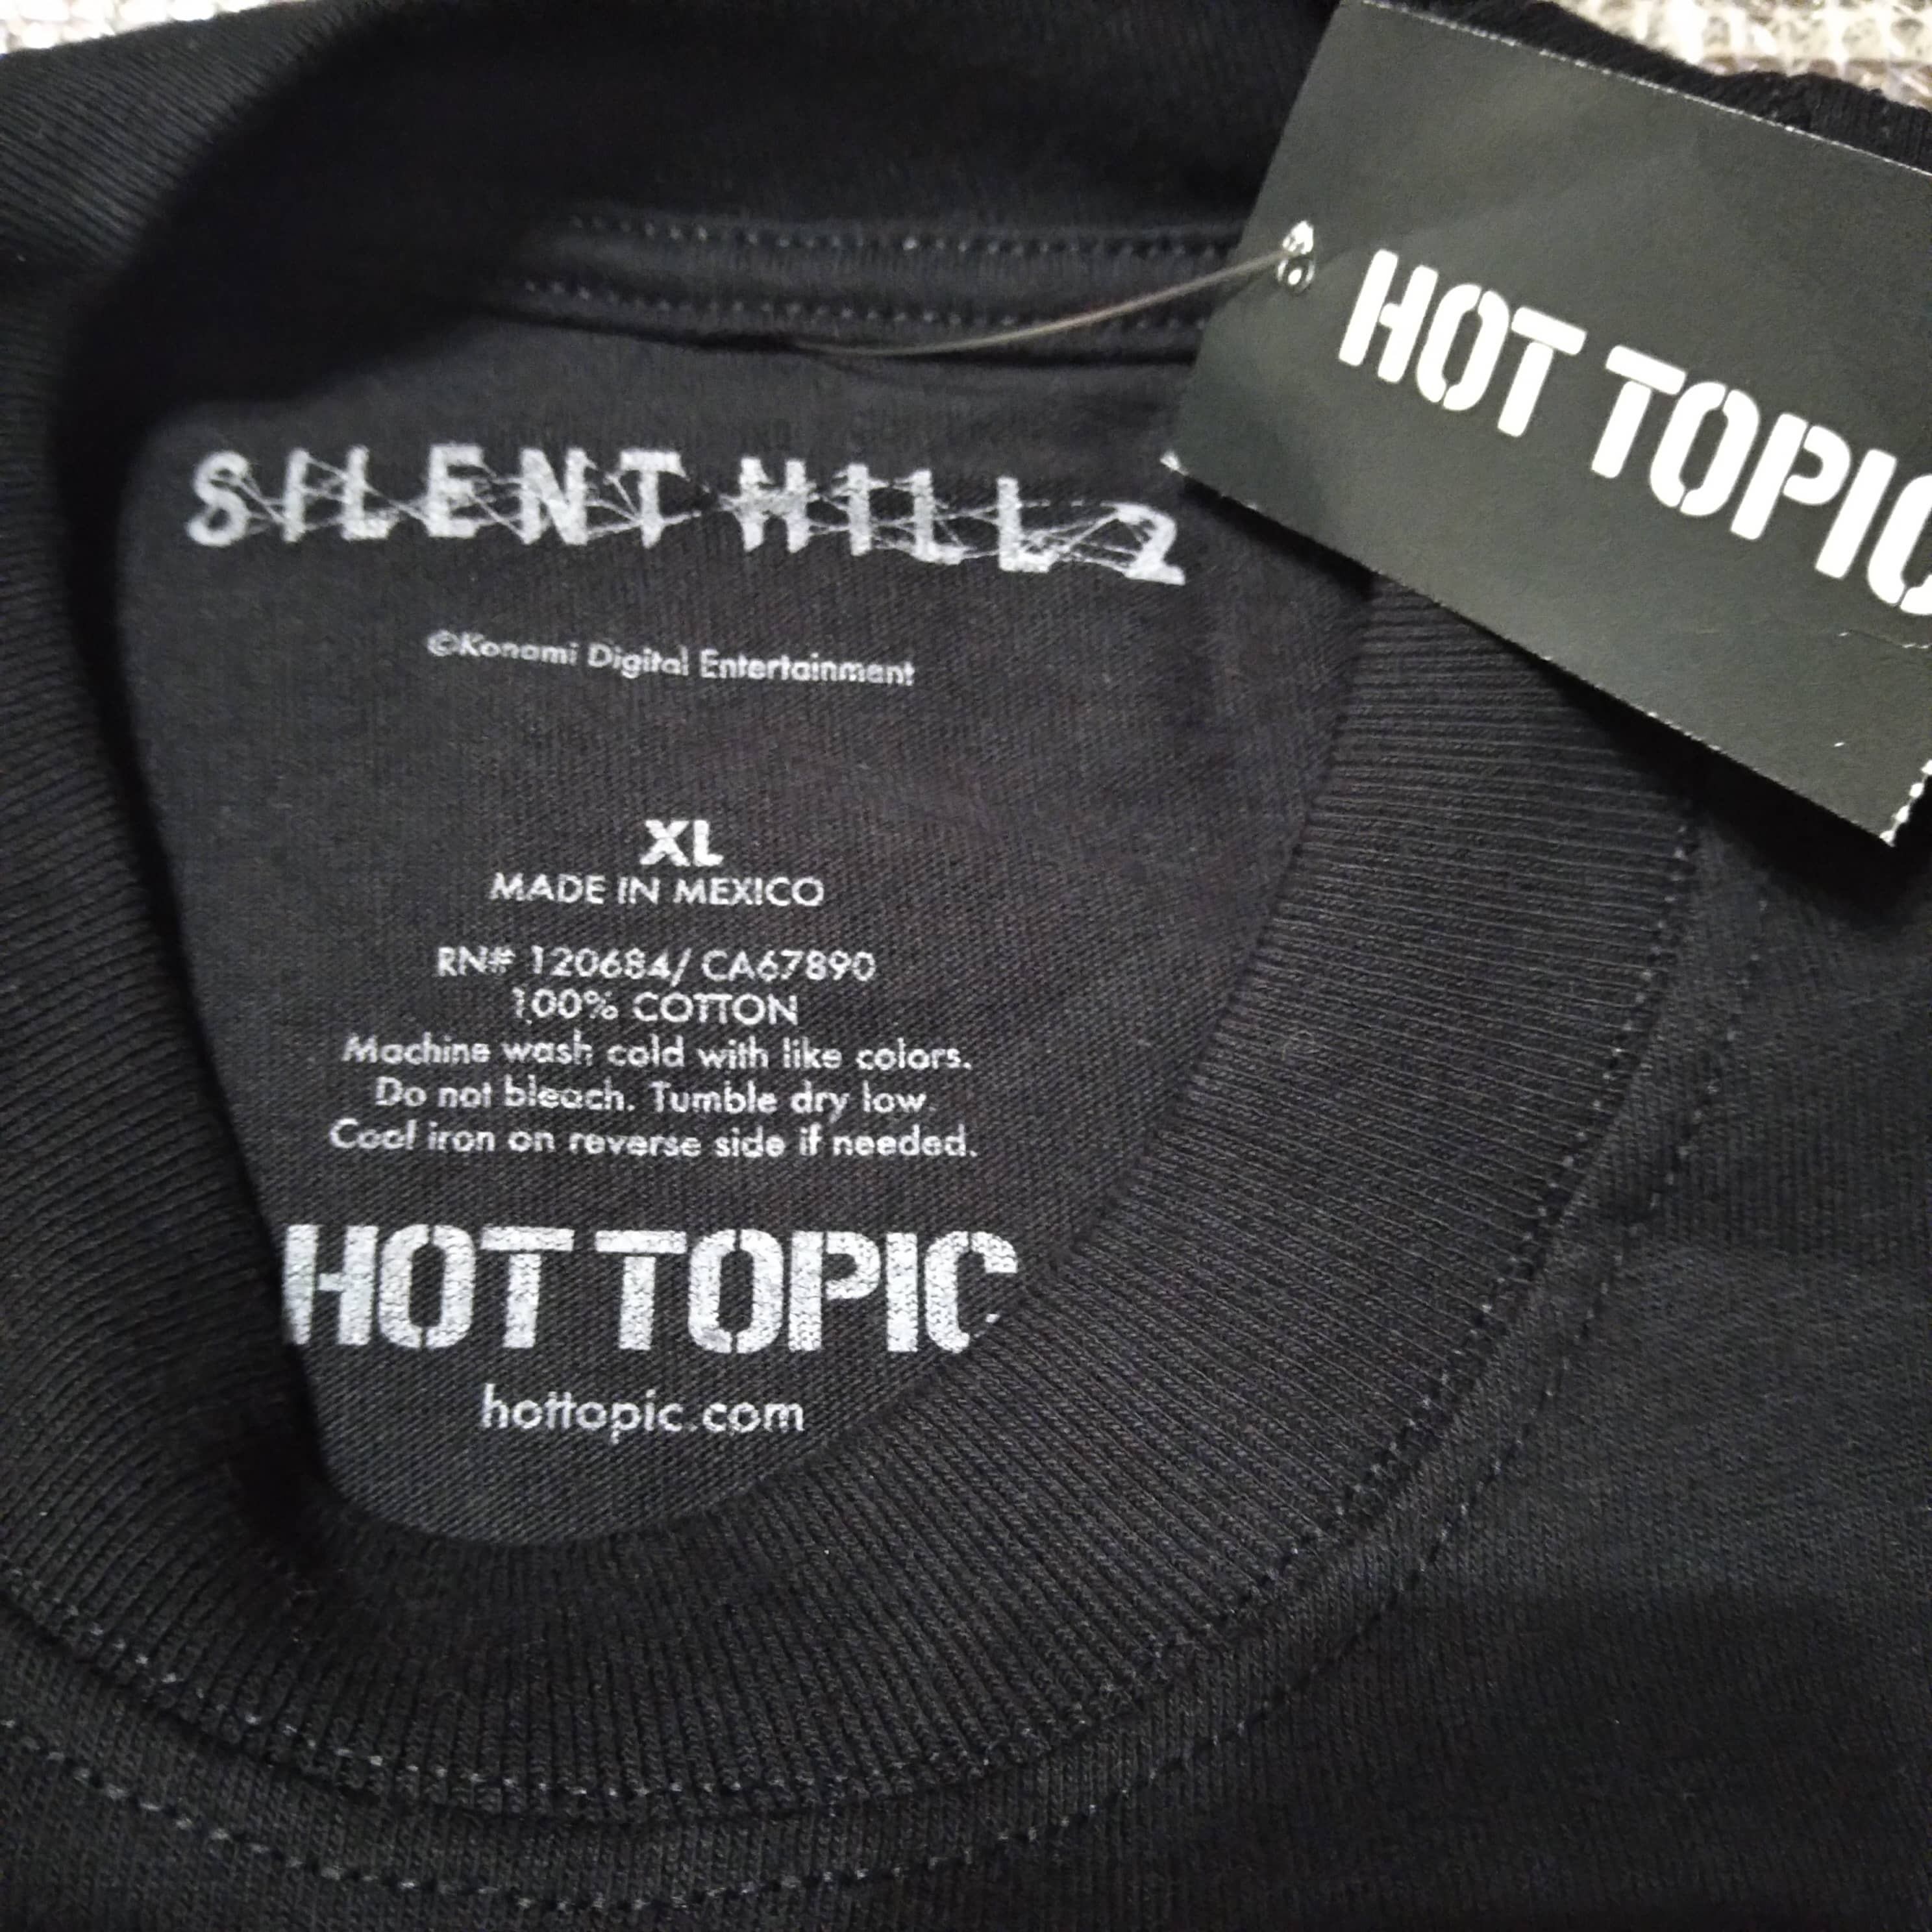 SILENT HILL 2
©Konami Digital Entertainment
XL
MADE IN MEXICO
RN# 120684/ CA67890
100% COTTON
Machine wash cold with like colors.
Do not bleach. Tumble dry low.
Cool iron on reverse side if needed.
HOT TOPIC
hottopic.com
HOT TOPIC